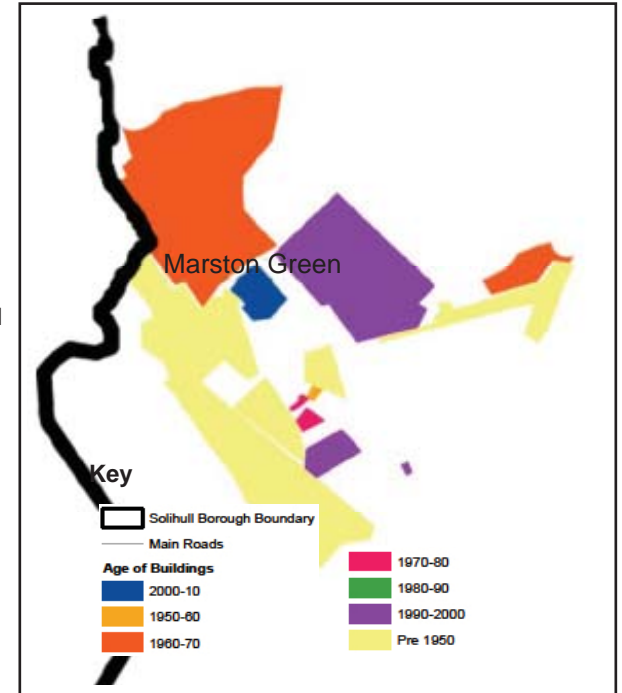 Marston Green
Key
Solihull Borough Boundary
Main Roads
Age of Buildings
2000-10
1950-60
1960-70
1970-80
1980-90
1990-2000
Pre 1950